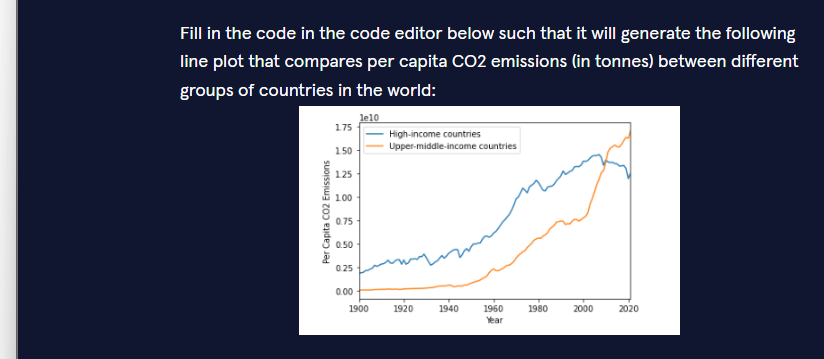 Fill in the code in the code editor below such that it will generate the following
line plot that compares per capita CO2 emissions (in tonnes) between different
groups of countries in the world:
1e10
1.75
High-income countries
Upper-middle-income countries
1.50
1.25
1.00
0.75
0.50
0.25
0.00
Per Capita CO2 Emissions
1900 1920 1940 1960 1980 2000 2020
Year